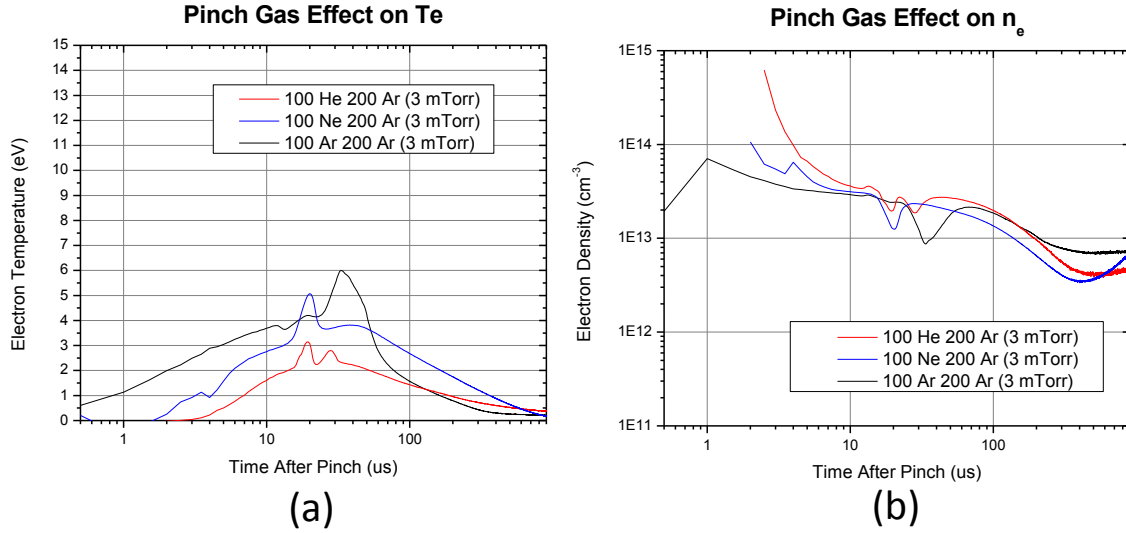 Pinch Gas Effect on Te
15
14
13
12
11
10
9
8
7
6
5
4
3
2
1
0
Electron Temperature (eV)
100 He 200 Ar (3 mTorr)
100 Ne 200 Ar (3 mTorr)
100 Ar 200 Ar (3 mTorr)
1 10 100
Time After Pinch (us)
(a)
Pinch Gas Effect on n_e
1E15
1E14
1E13
1E12
1E11
Electron Density (cm⁻³)
100 He 200 Ar (3 mTorr)
100 Ne 200 Ar (3 mTorr)
100 Ar 200 Ar (3 mTorr)
1 10 100
Time After Pinch (us)
(b)